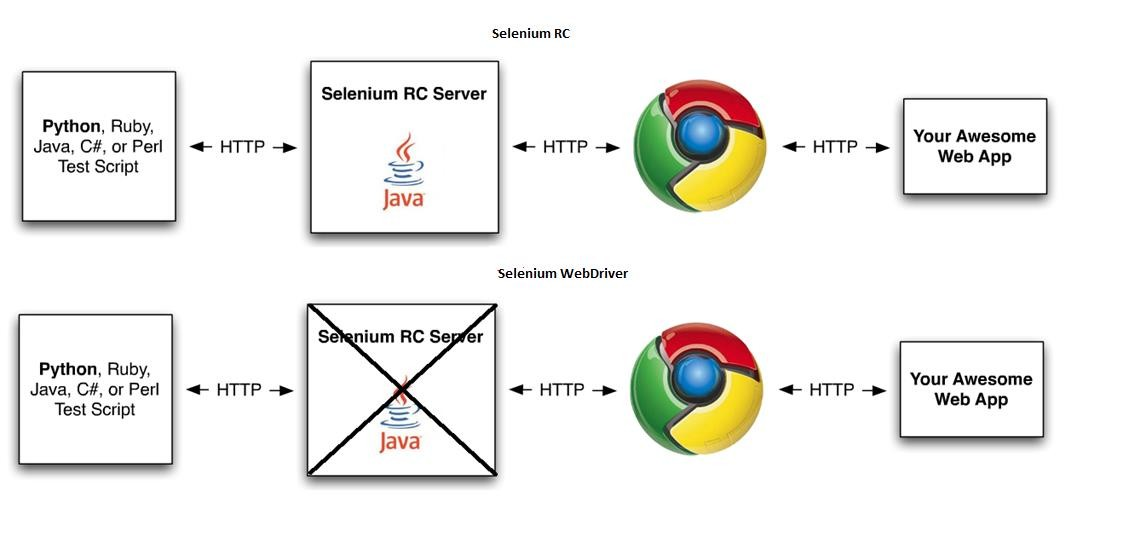 Selenium RC
Python, Ruby,
Java, C#, or Perl
Test Script
HTTP
Selenium RC Server
Java
HTTP
HTTP
Your Awesome
Web App
Selenium WebDriver
Python, Ruby,
Java, C#, or Perl
Test Script
HTTP
Selenium RC Server
Java
HTTP
HTTP
Your Awesome
Web App